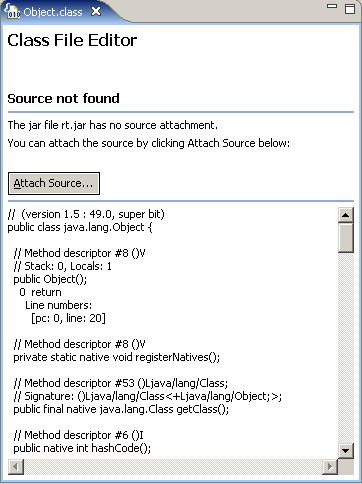 Object.class
Class File Editor
Source not found
The jar file rt.jar has no source attachment.
You can attach the source by clicking Attach Source below:
Attach Source...
// (version 1.5 : 49.0, super bit)
public class java.lang.Object {
// Method descriptor #8 ()V
// Stack: 0, Locals: 1
public Object();
0 return
Line numbers:
[pc: 0, line: 20]
// Method descriptor #8 ()V
private static native void registerNatives();
// Method descriptor #53 ()Ljava/lang/Class;
// Signature: ()Ljava/lang/Class<+Ljava/lang/Object;>;
public final native java.lang.Class getClass();
// Method descriptor #6 ()I
public native int hashCode();